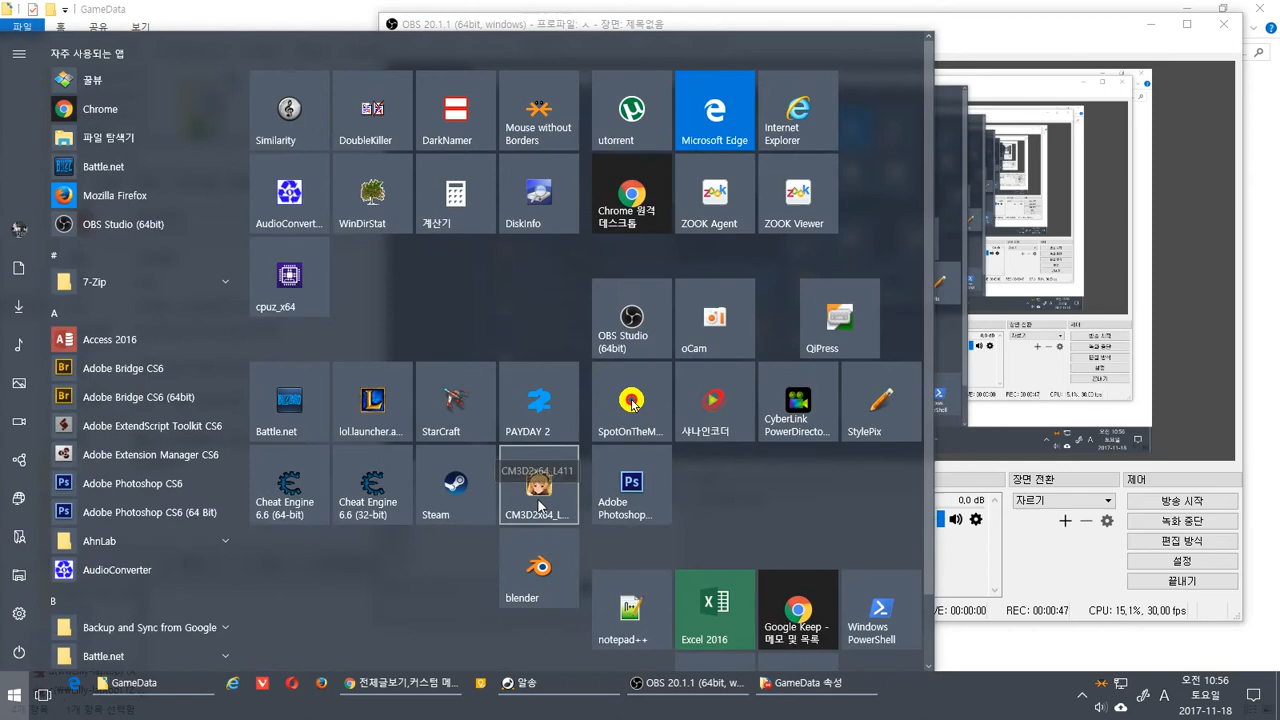 GameData
파일
홈
공유
보기
OBS 20.1.1 (64bit, windows) - 프로파일: ㅅ - 장면: 제목없음
자주 사용되는 앱
꿀뷰
Chrome
파일 탐색기
Battle.net
Mozilla Firefox
OBS Studio (64bit)
#
7-Zip
A
Access 2016
Adobe Bridge CS6
Adobe Bridge CS6 (64bit)
Adobe ExtendScript Toolkit CS6
Adobe Extension Manager CS6
Adobe Photoshop CS6
Adobe Photoshop CS6 (64 Bit)
AhnLab
AudioConverter
B
Backup and Sync from Google
Battle.net
Similarity
DoubleKiller
DarkNamer
Mouse without
Borders
utorrent
Microsoft Edge
Internet
Explorer
AudioConvert...
WinDirStat
계산기
DiskInfo
Chrome 원격
데스크톱
ZOOK Agent
ZOOK Viewer
cpuz_x64
OBS Studio
(64bit)
oCam
QiPress
Battle.net
lol.launcher.a...
StarCraft
PAYDAY 2
SpotOnTheM...
샤나인코더
CyberLink
PowerDirecto...
StylePix
Cheat Engine
6.6 (64-bit)
Cheat Engine
6.6 (32-bit)
Steam
CM3D2x64_L411
CM3D2x64_L...
Adobe
Photoshop...
blender
notepad++
Excel 2016
Google Keep -
메모 및 목록
Windows
PowerShell
0,0 dB
장면 전환
제어
자르기
방송 시작
녹화 중단
편집 방식
설정
끝내기
VE: 00:00:00
REC: 00:00:47
CPU: 15,1%, 30,00 fps
GameData
전체글보기,커스텀 메...
알송
OBS 20.1.1 (64bit, w...
GameData 속성
A
오전 10:56
토요일
2017-11-18